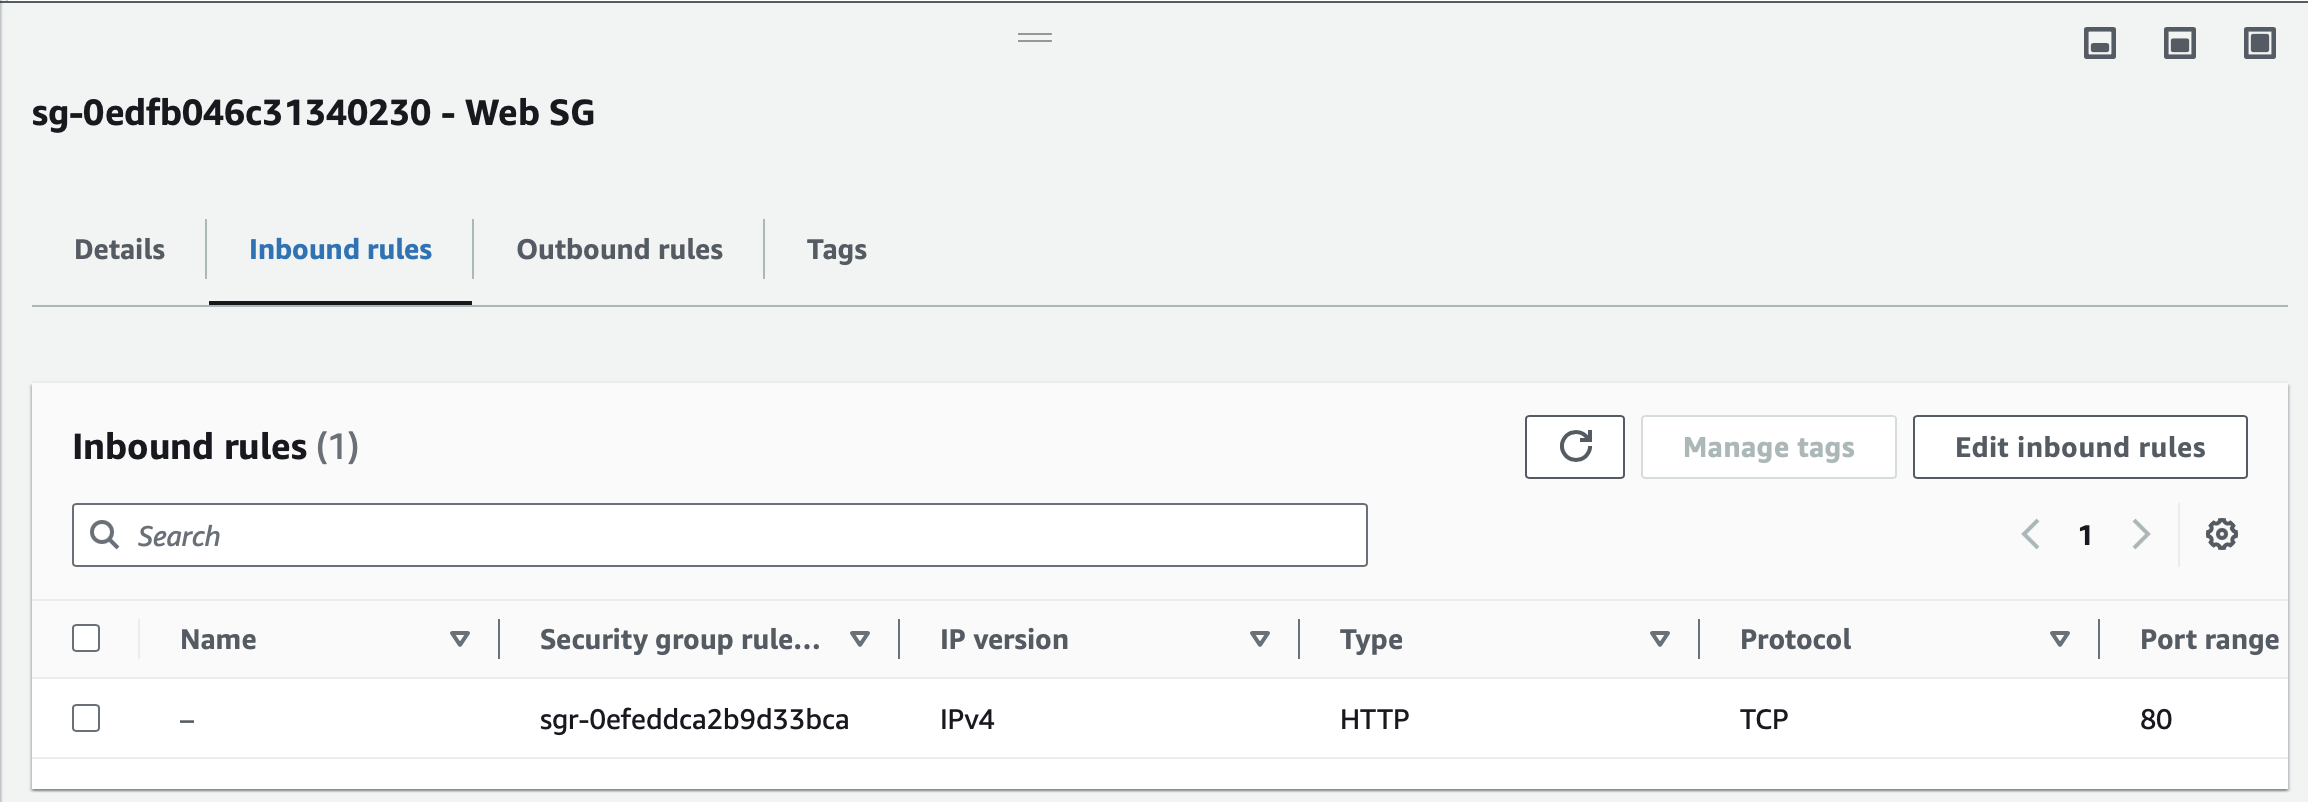 sg-0edfb046c31340230 - Web SG
Details Inbound rules Outbound rules Tags
Inbound rules (1) Manage tags Edit inbound rules
Search 1
Name Security group rule... IP version Type Protocol Port range
– sgr-0efeddca2b9d33bca IPv4 HTTP TCP 80